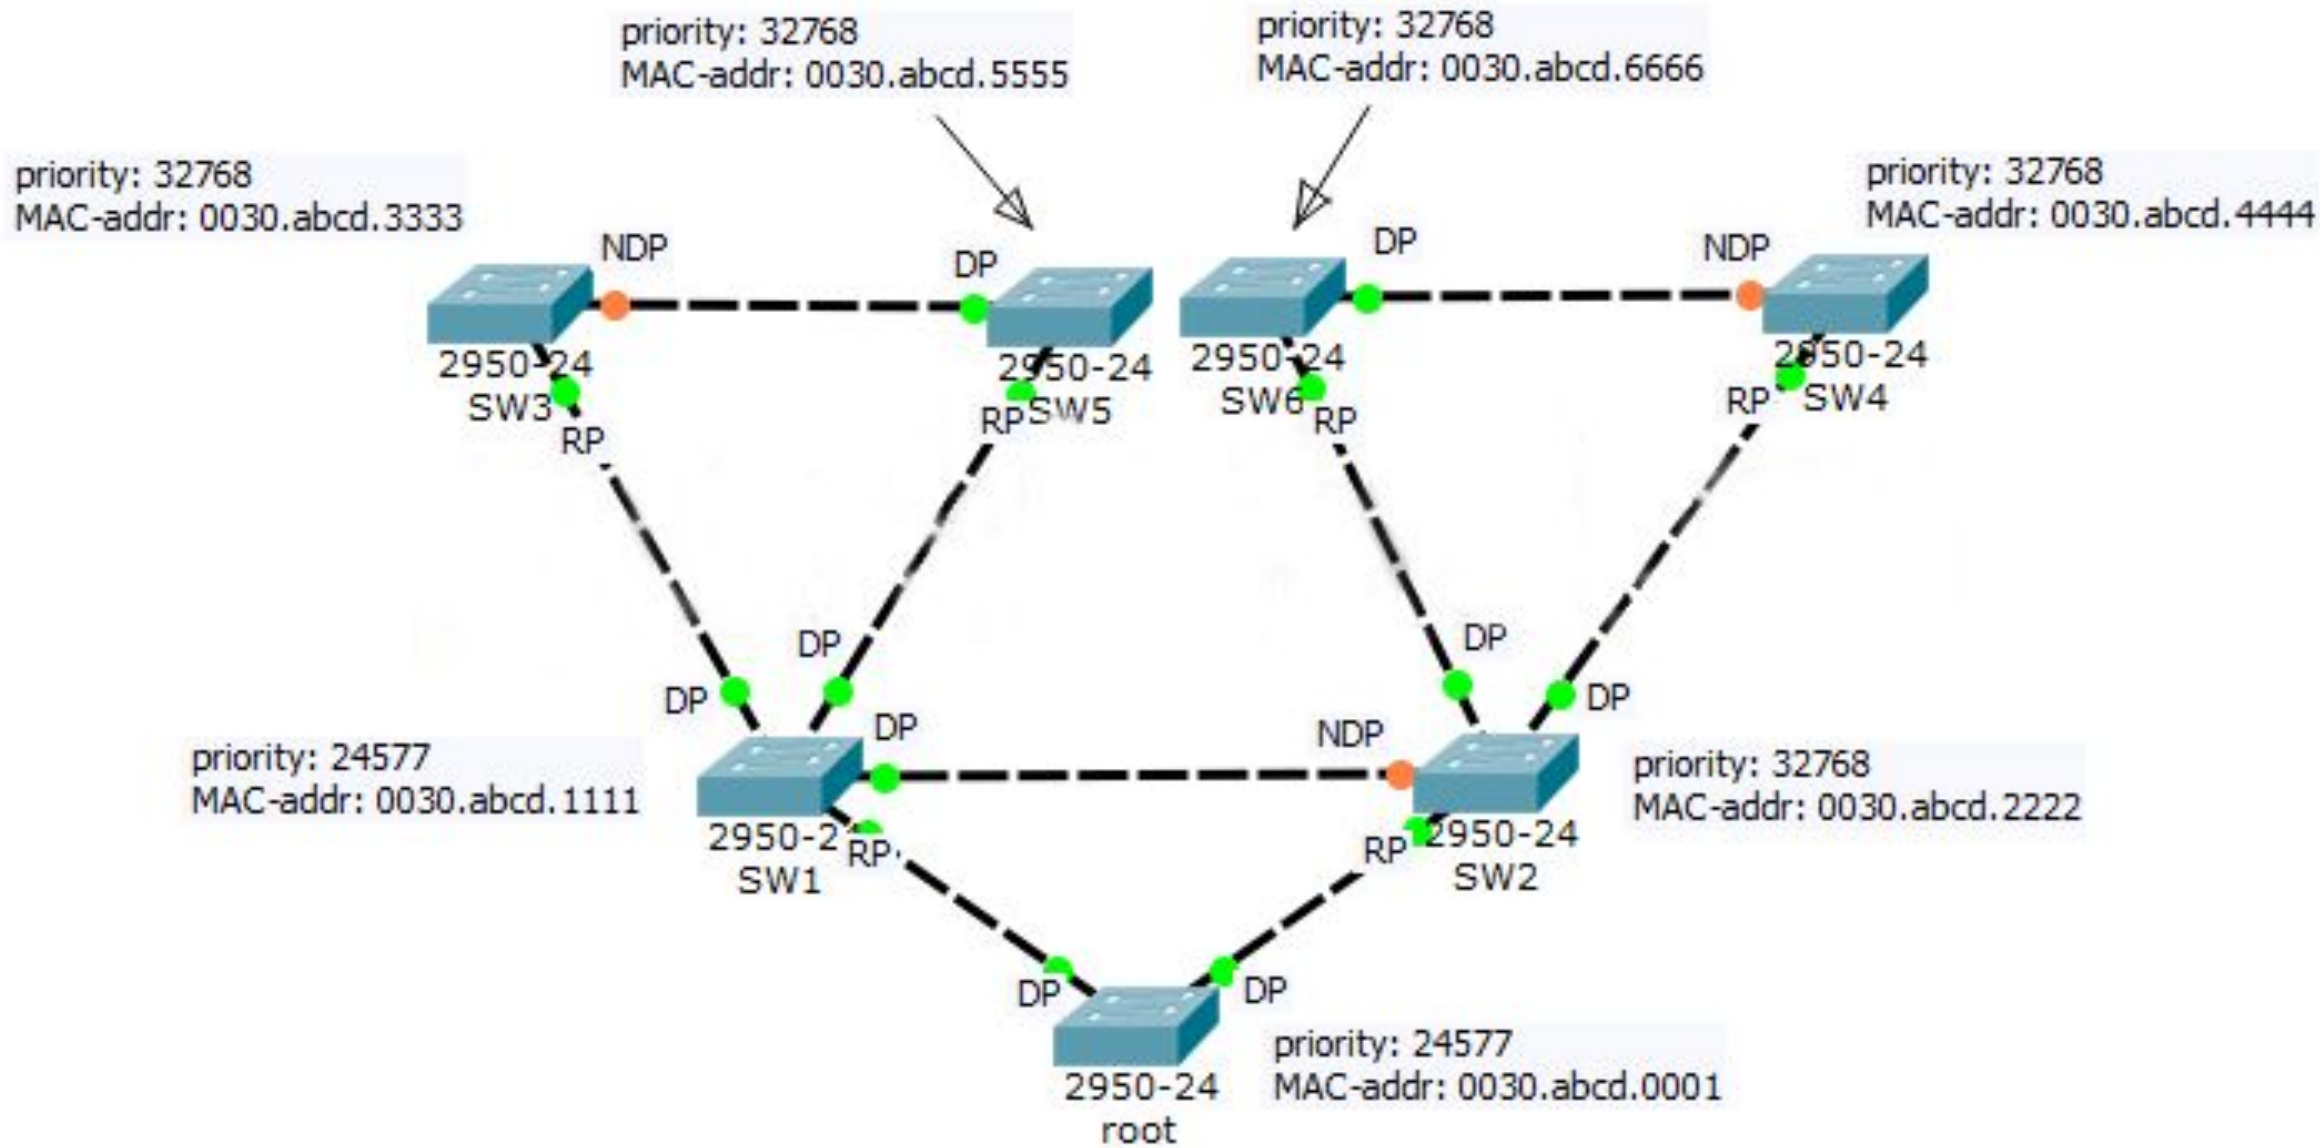 priority: 32768
MAC-addr: 0030.abcd.5555
priority: 32768
MAC-addr: 0030.abcd.6666
priority: 32768
MAC-addr: 0030.abcd.3333
priority: 32768
MAC-addr: 0030.abcd.4444
NDP
DP
DP
NDP
2950-24
SW3
RP
2950-24
SW5
RP
2950-24
SW6
RP
2950-24
SW4
RP
DP
DP
DP
DP
DP
NDP
priority: 24577
MAC-addr: 0030.abcd.1111
priority: 32768
MAC-addr: 0030.abcd.2222
2950-2
SW1
RP
RP
2950-24
SW2
DP
DP
2950-24
root
priority: 24577
MAC-addr: 0030.abcd.0001